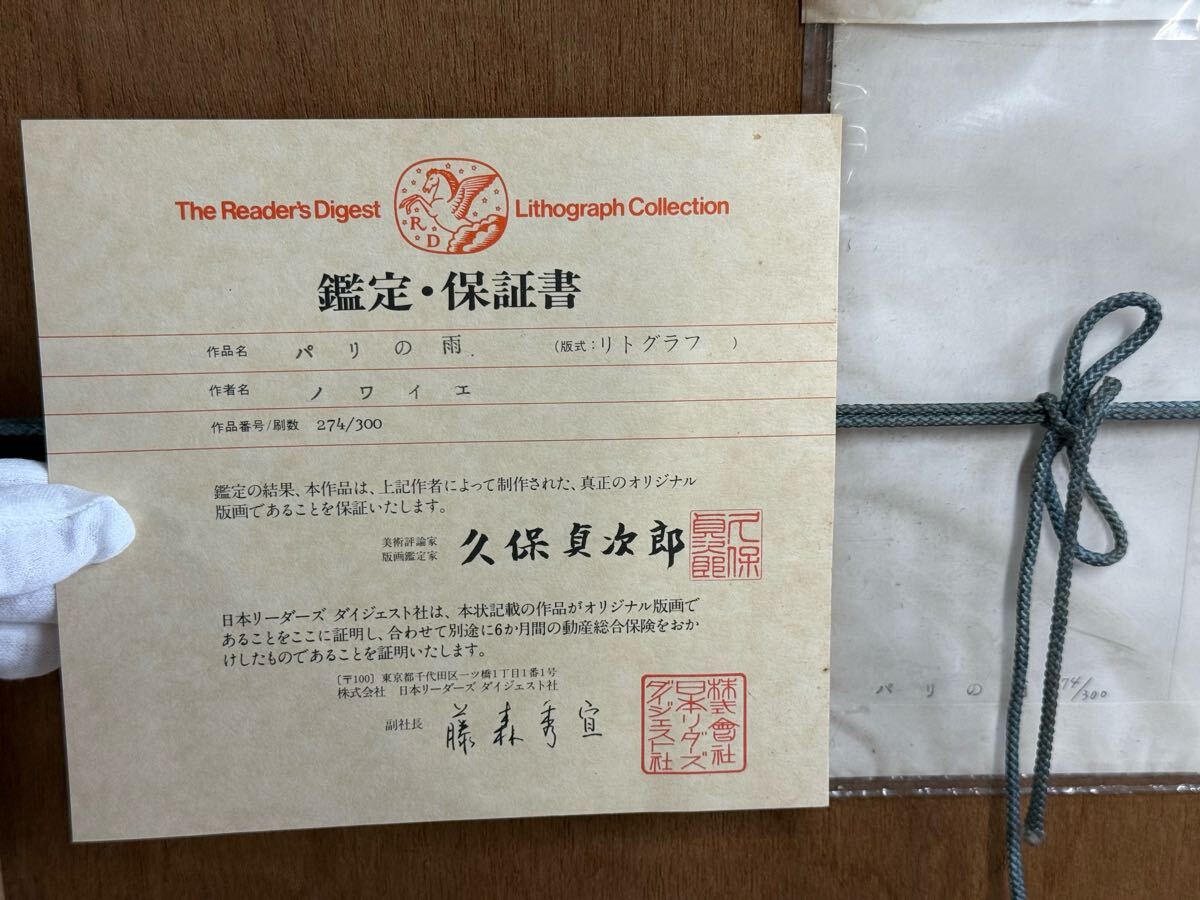 The Reader's Digest Lithograph Collection
R
D
鑑定・保証書
作品名 パリの雨 (版式:リトグラフ )
作者名 ノワイエ
作品番号/刷数 274/300
鑑定の結果、本作品は、上記作者によって制作された、真正のオリジナル
版画であることを保証いたします。
美術評論家
版画鑑定家
久保貞次郎
久保貞次郎
日本リーダーズ ダイジェスト社は、本状記載の作品がオリジナル版画で
あることをここに証明し、合わせて別途に6か月間の動産総合保険をおか
けしたものであることを証明いたします。
〔〒100〕東京都千代田区一ツ橋1丁目1番1号
株式会社 日本リーダーズ ダイジェスト社
副社長 藤森秀宣
株式會社
日本リダーズ
ダイジェスト社
パリの 74/300